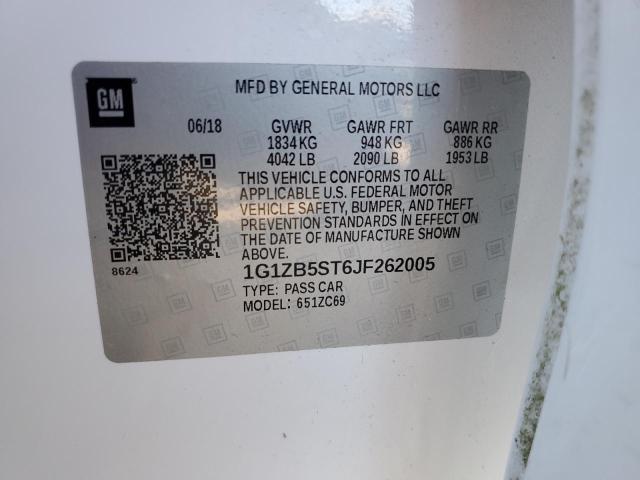 GM
MFD BY GENERAL MOTORS LLC
06/18 GVWR GAWR FRT GAWR RR
1834 KG 948 KG 886 KG
4042 LB 2090 LB 1953 LB
THIS VEHICLE CONFORMS TO ALL
APPLICABLE U.S. FEDERAL MOTOR
VEHICLE SAFETY, BUMPER, AND THEFT
PREVENTION STANDARDS IN EFFECT ON
THE DATE OF MANUFACTURE SHOWN
ABOVE.
8624
1G1ZB5ST6JF262005
TYPE: PASS CAR
MODEL: 651ZC69